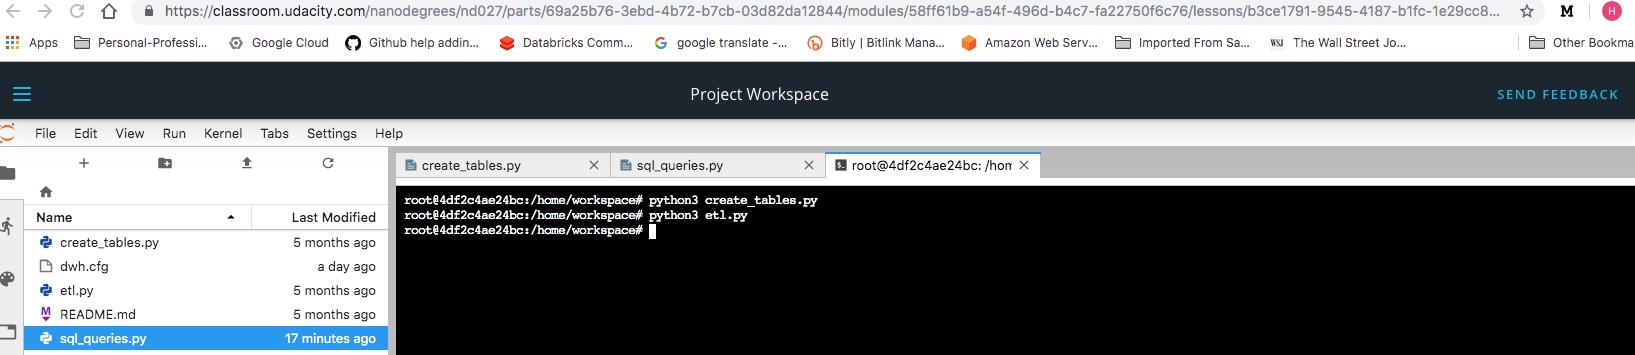 https://classroom.udacity.com/nanodegrees/nd027/parts/69a25b76-3ebd-4b72-b7cb-03d82da12844/modules/58ff61b9-a54f-496d-b4c7-fa22750f6c76/lessons/b3ce1791-9545-4187-b1fc-1e29cc8... M H
Apps Personal-Professi... Google Cloud Github help addin... Databricks Comm... google translate -... Bitly | Bitlink Mana... Amazon Web Serv... Imported From Sa... WSJ The Wall Street Jo... Other Bookma
Project Workspace SEND FEEDBACK
File Edit View Run Kernel Tabs Settings Help
create_tables.py sql_queries.py root@4df2c4ae24bc: /hom
Name Last Modified
create_tables.py 5 months ago
dwh.cfg a day ago
etl.py 5 months ago
README.md 5 months ago
sql_queries.py 17 minutes ago
root@4df2c4ae24bc:/home/workspace# python3 create_tables.py
root@4df2c4ae24bc:/home/workspace# python3 etl.py
root@4df2c4ae24bc:/home/workspace#